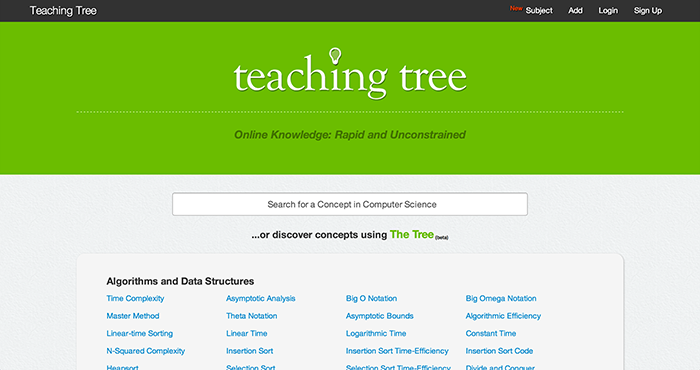 Teaching Tree New Subject Add Login Sign Up
teaching tree
Online Knowledge: Rapid and Unconstrained
Search for a Concept in Computer Science
...or discover concepts using The Tree (beta)
Algorithms and Data Structures
Time Complexity Asymptotic Analysis Big O Notation Big Omega Notation
Master Method Theta Notation Asymptotic Bounds Algorithmic Efficiency
Linear-time Sorting Linear Time Logarithmic Time Constant Time
N-Squared Complexity Insertion Sort Insertion Sort Time-Efficiency Insertion Sort Code
Heapsort Selection Sort Selection Sort Time-Efficiency Divide and Conquer